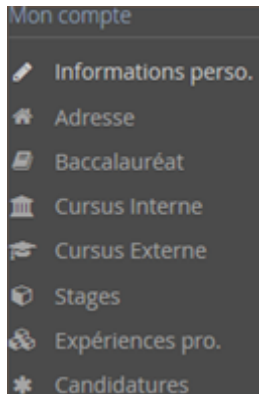 Mon compte
Informations perso.
Adresse
Baccalauréat
Cursus Interne
Cursus Externe
Stages
Expériences pro.
Candidatures